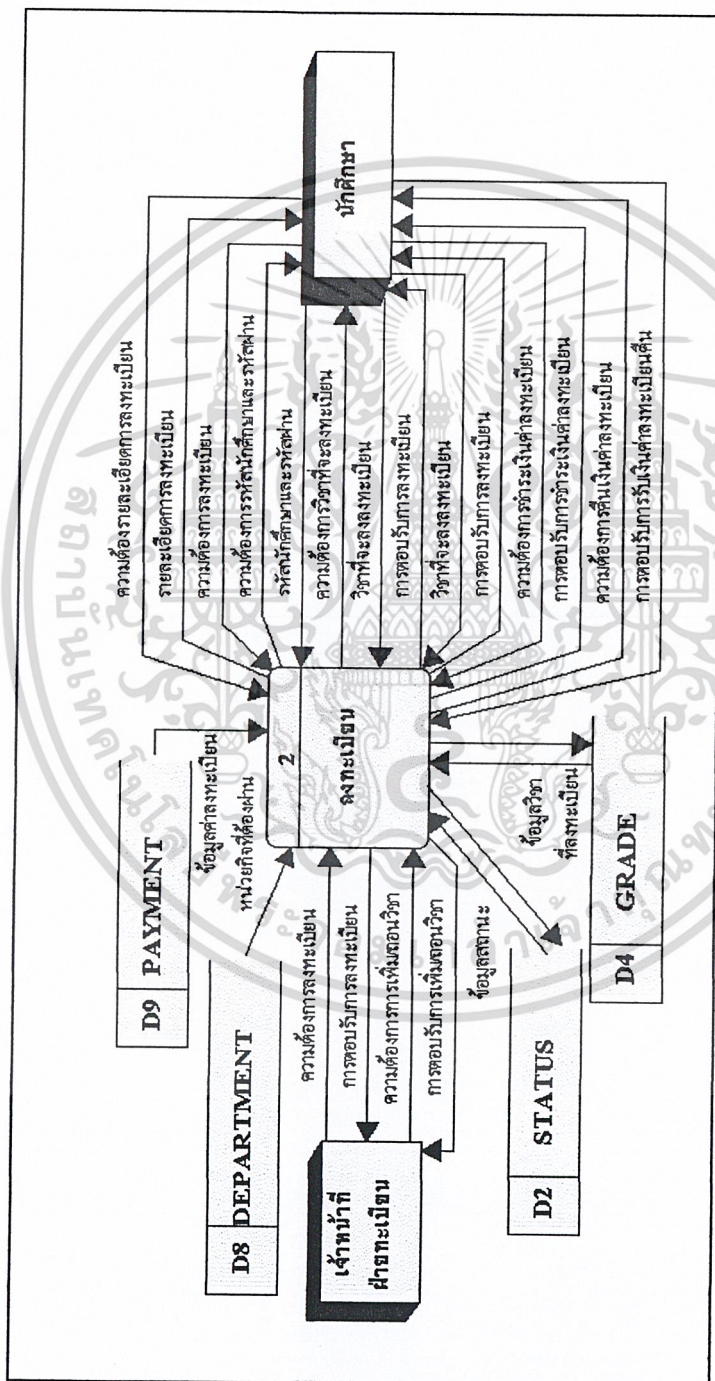 D9 PAYMENT
ข้อมูลค่าลงทะเบียน
D8 DEPARTMENT
หน่วยกิจที่ต้องผ่าน
เจ้าหน้าที่
ฝ่ายทะเบียน
ความต้องการลงทะเบียน
การตอบรับการลงทะเบียน
ความต้องการการเพิ่มถอนวิชา
การตอบรับการเพิ่มถอนวิชา
ข้อมูลสถานะ
D2 STATUS
2
ลงทะเบียน
ข้อมูลวิชา
ที่ลงทะเบียน
D4 GRADE
ความต้องรายละเอียดการลงทะเบียน
รายละเอียดการลงทะเบียน
ความต้องการลงทะเบียน
ความต้องการรหัสนักศึกษาและรหัสผ่าน
รหัสนักศึกษาและรหัสผ่าน
ความต้องการวิชาที่จะลงทะเบียน
วิชาที่จะลงลงทะเบียน
การตอบรับการลงทะเบียน
วิชาที่จะลงลงทะเบียน
การตอบรับการลงทะเบียน
ความต้องการชำระเงินค่าลงทะเบียน
การตอบรับการชำระเงินค่าลงทะเบียน
ความต้องการคืนเงินค่าลงทะเบียน
การตอบรับการรับเงินค่าลงทะเบียนคืน
นักศึกษา